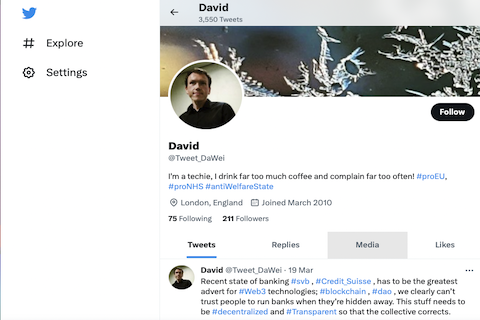 David
3,550 Tweets
Explore
Settings
Follow
David
@Tweet_DaWei
I'm a techie, I drink far too much coffee and complain far too often! #proEU,
#proNHS #antiWelfareState
London, England Joined March 2010
75 Following 211 Followers
Tweets Replies Media Likes
David @Tweet_DaWei · 19 Mar
Recent state of banking #svb , #Credit_Suisse , has to be the greatest
advert for #Web3 technologies; #blockchain , #dao , we clearly can't
trust people to run banks when they're hidden away. This stuff needs to
be #decentralized and #Transparent so that the collective corrects.